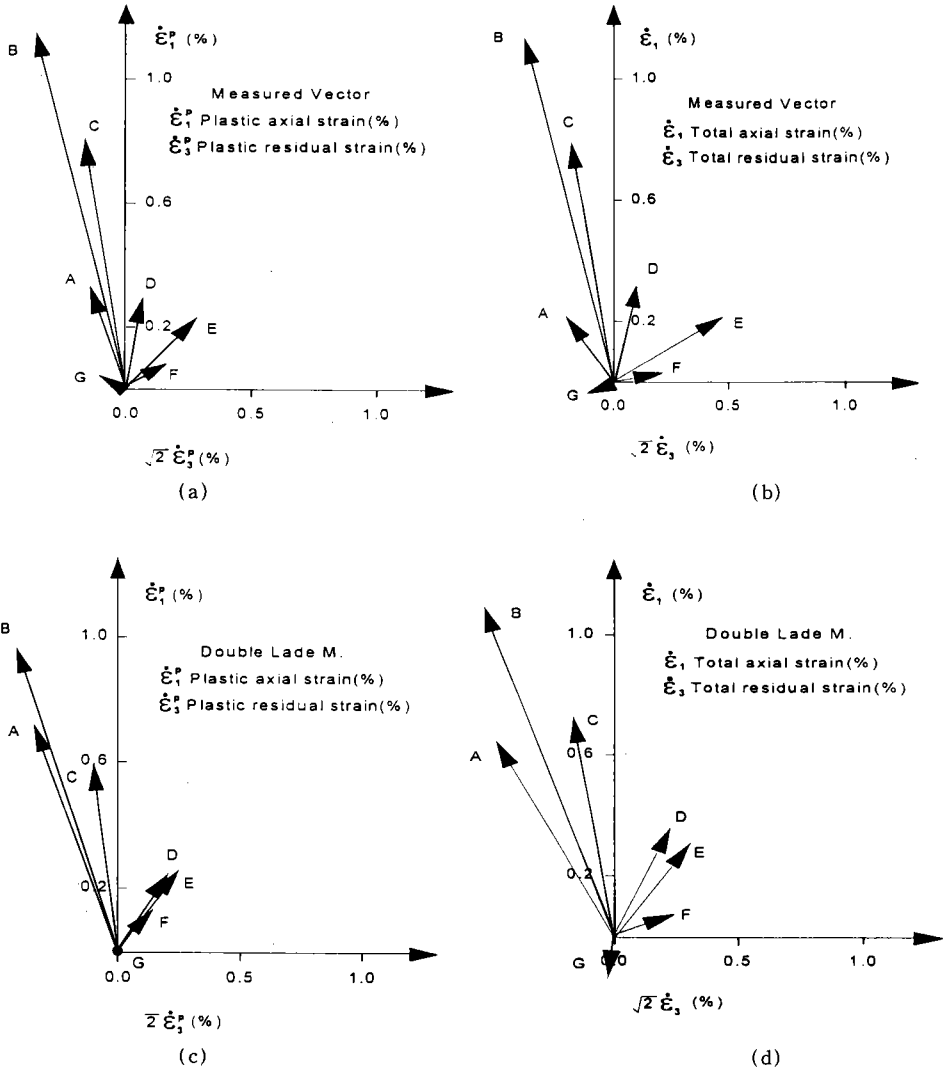 ε̇₁ᵖ (%)
B
1.0
Measured Vector
C
ε̇₁ᵖ Plastic axial strain(%)
ε̇₃ᵖ Plastic residual strain(%)
0.6
A
D
0.2
E
G
F
0.0 0.5 1.0
√2 ε̇₃ᵖ (%)
(a)
ε̇₁ (%)
B
1.0
Measured Vector
C
ε̇₁ Total axial strain(%)
ε̇₃ Total residual strain(%)
0.6
D
A
0.2
E
F
G
0.0 0.5 1.0
√2 ε̇₃ (%)
(b)
ε̇₁ᵖ (%)
B
1.0
Double Lade M.
ε̇₁ᵖ Plastic axial strain(%)
ε̇₃ᵖ Plastic residual strain(%)
A
0.6
C
D
0.2
E
F
G
0.0 0.5 1.0
2 ε̇₃ᵖ (%)
(c)
ε̇₁ (%)
B
1.0
Double Lade M.
ε̇₁ Total axial strain(%)
ε̇₃ Total residual strain(%)
C
A
0.6
D
E
0.2
F
G
0.0 0.5 1.0
√2 ε̇₃ (%)
(d)